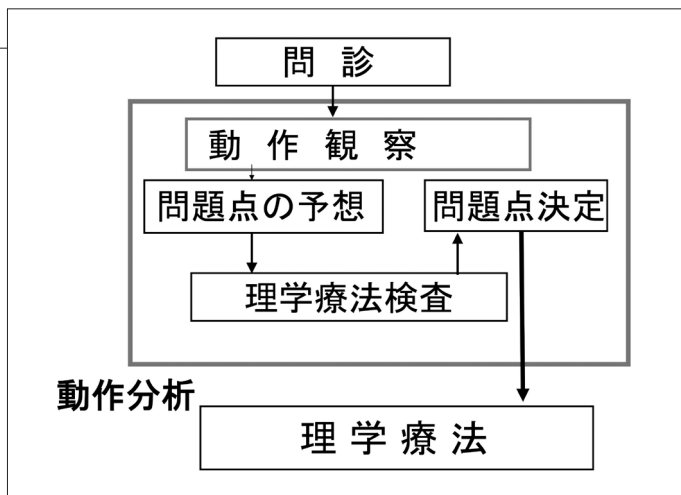 問診
動作観察
問題点の予想
問題点決定
理学療法検査
動作分析
理学療法